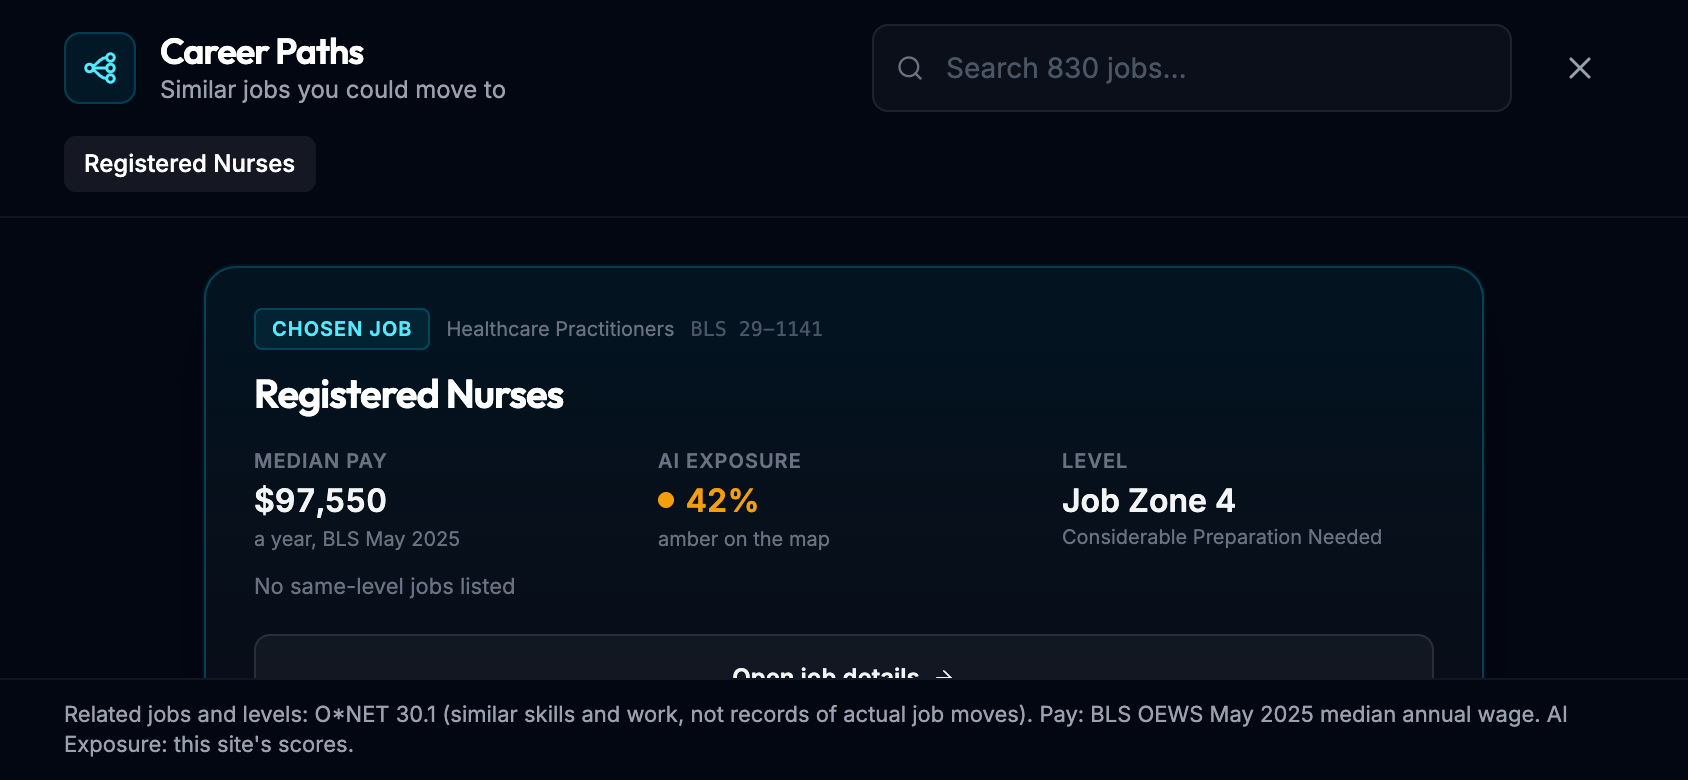 Career Paths
Similar jobs you could move to
Search 830 jobs...
Registered Nurses
CHOSEN JOB Healthcare Practitioners BLS 29–1141
Registered Nurses
MEDIAN PAY
$97,550
a year, BLS May 2025
AI EXPOSURE
42%
amber on the map
LEVEL
Job Zone 4
Considerable Preparation Needed
No same-level jobs listed
Open job details →
Related jobs and levels: O*NET 30.1 (similar skills and work, not records of actual job moves). Pay: BLS OEWS May 2025 median annual wage. AI
Exposure: this site's scores.